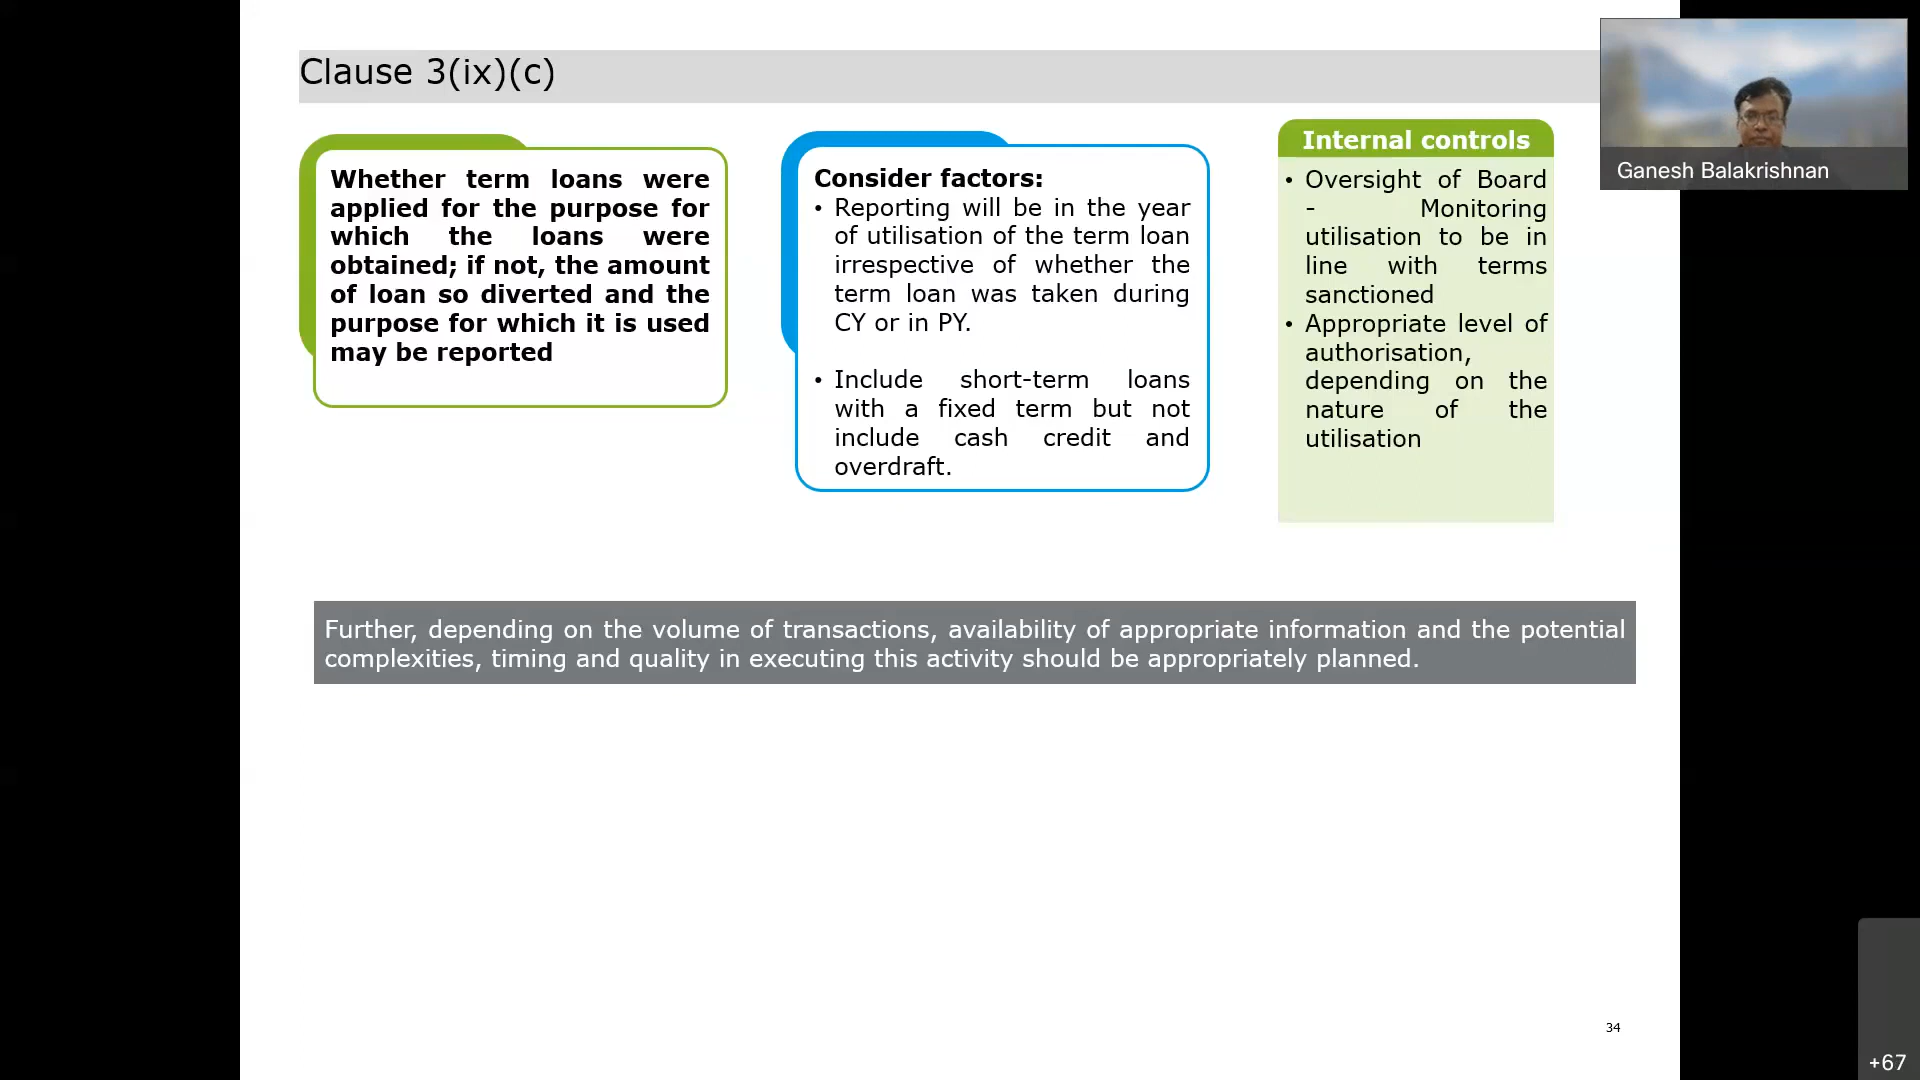 Clause 3(ix)(c)
Whether term loans were
applied for the purpose for
which the loans were
obtained; if not, the amount
of loan so diverted and the
purpose for which it is used
may be reported
Consider factors:
• Reporting will be in the year
of utilisation of the term loan
irrespective of whether the
term loan was taken during
CY or in PY.
• Include short-term loans
with a fixed term but not
include cash credit and
overdraft.
Internal controls
• Oversight of Board
- Monitoring
utilisation to be in
line with terms
sanctioned
• Appropriate level of
authorisation,
depending on the
nature of the
utilisation
Ganesh Balakrishnan
Further, depending on the volume of transactions, availability of appropriate information and the potential
complexities, timing and quality in executing this activity should be appropriately planned.
34
+67